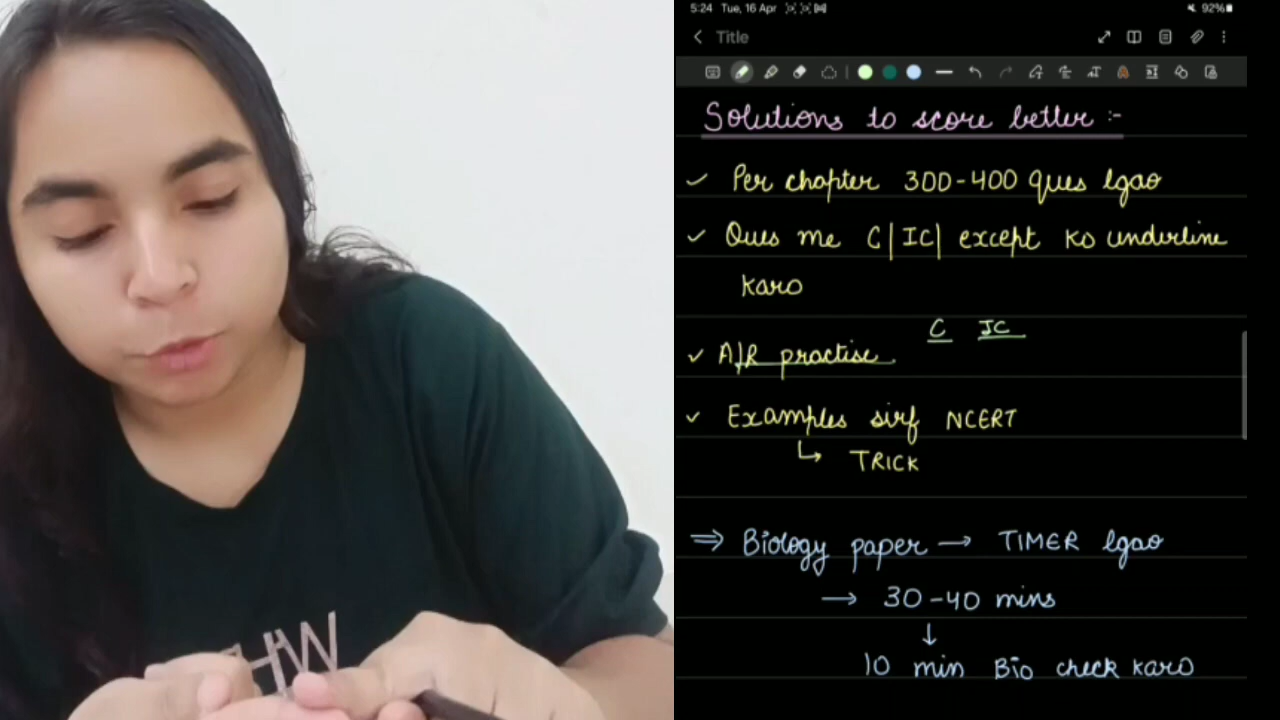 5:24 Tue, 16 Apr
92%
Title
Solutions to score better :-
✓ Per chapter 300-400 ques lgao
✓ Ques me C|IC| except ko underline
karo
C IC
✓ A/R practise.
✓ Examples sirf NCERT
↳ TRICK
⇒ Biology paper → TIMER lgao
→ 30-40 mins
↓
10 min Bio check karo
HW